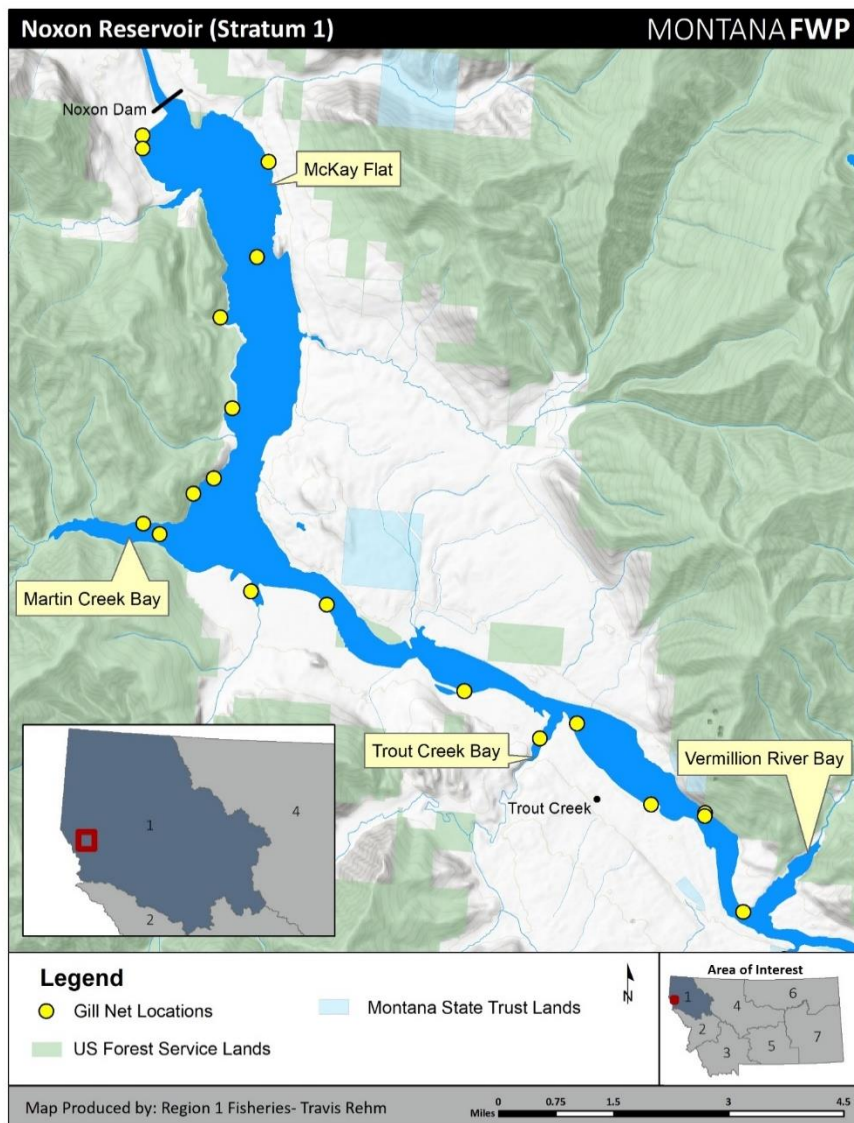 Noxon Reservoir (Stratum 1)
MONTANAFWP
Noxon Dam
McKay Flat
Martin Creek Bay
Trout Creek Bay
Vermillion River Bay
Trout Creek
1
4
2
Legend
Gill Net Locations
US Forest Service Lands
Montana State Trust Lands
N
Area of Interest
1
4
6
2
3
5
7
Map Produced by: Region 1 Fisheries- Travis Rehm
0 0.75 1.5 3 4.5
Miles